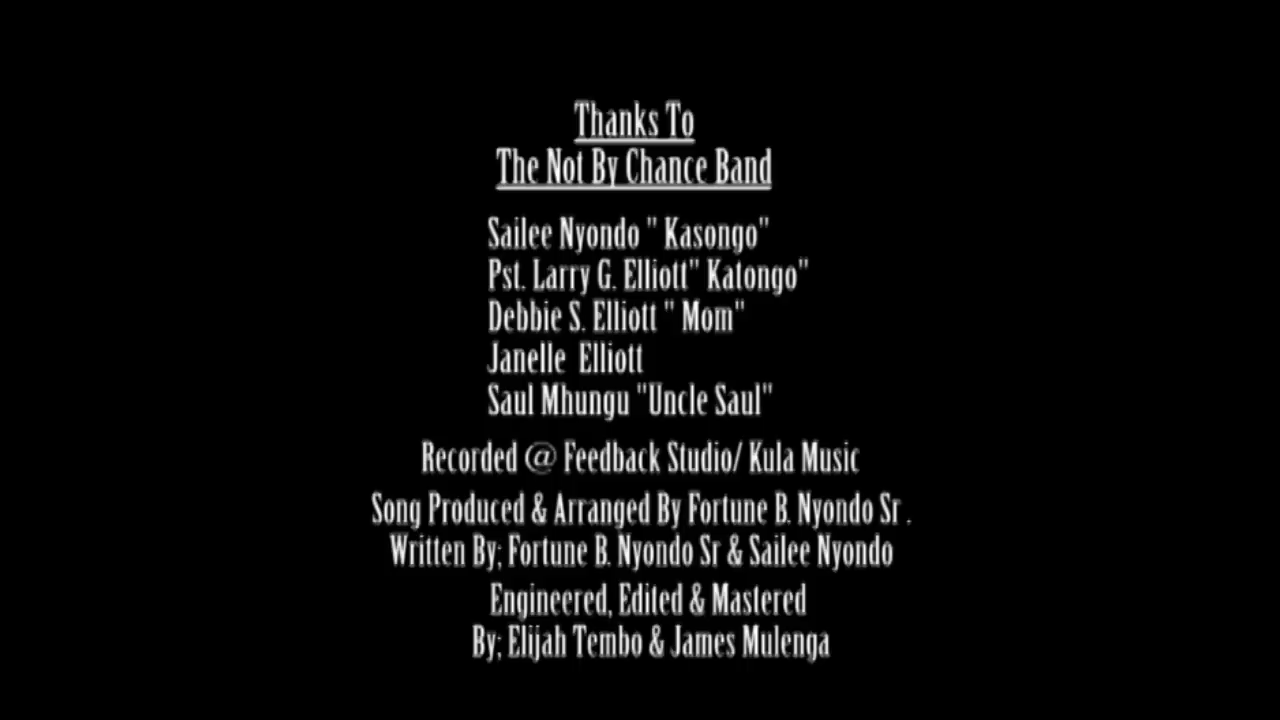 Thanks To
The Not By Chance Band
Sailee Nyondo " Kasongo"
Pst. Larry G. Elliott" Katongo"
Debbie S. Elliott " Mom"
Janelle  Elliott
Saul Mhungu "Uncle Saul"
Recorded @ Feedback Studio/ Kula Music
Song Produced & Arranged By Fortune B. Nyondo Sr .
Written By; Fortune B. Nyondo Sr & Sailee Nyondo
Engineered, Edited & Mastered
By; Elijah Tembo & James Mulenga